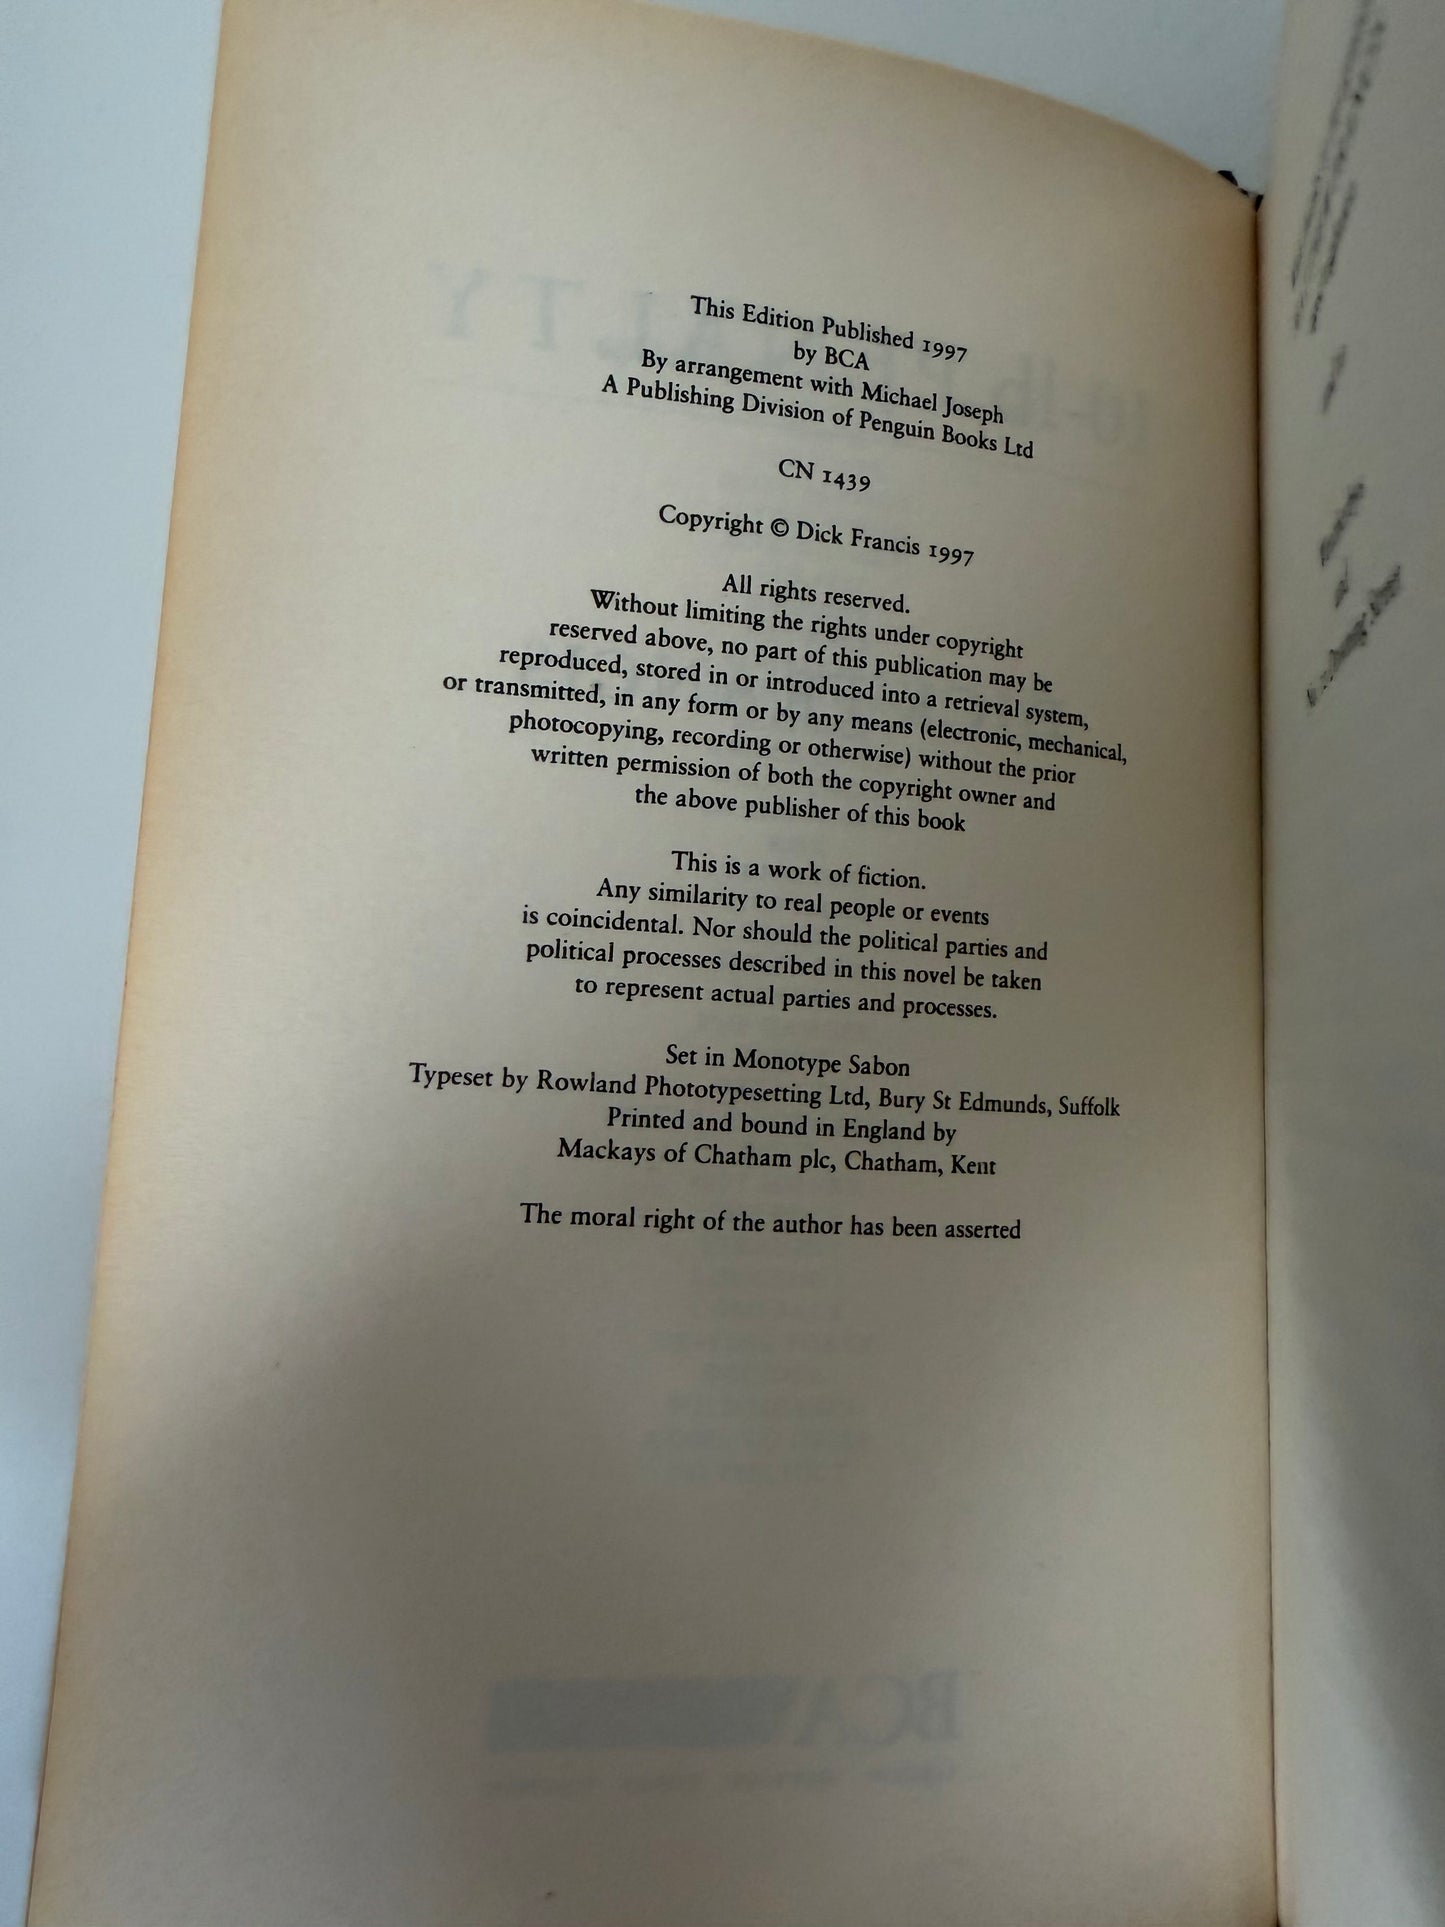 This Edition Published 1997
by BCA
By arrangement with Michael Joseph
A Publishing Division of Penguin Books Ltd
CN 1439
Copyright © Dick Francis 1997
All rights reserved.
Without limiting the rights under copyright
reserved above, no part of this publication may be
reproduced, stored in or introduced into a retrieval system,
or transmitted, in any form or by any means (electronic, mechanical,
photocopying, recording or otherwise) without the prior
written permission of both the copyright owner and
the above publisher of this book
This is a work of fiction.
Any similarity to real people or events
is coincidental. Nor should the political parties and
political processes described in this novel be taken
to represent actual parties and processes.
Set in Monotype Sabon
Typeset by Rowland Phototypesetting Ltd, Bury St Edmunds, Suffolk
Printed and bound in England by
Mackays of Chatham plc, Chatham, Kent
The moral right of the author has been asserted
BCA